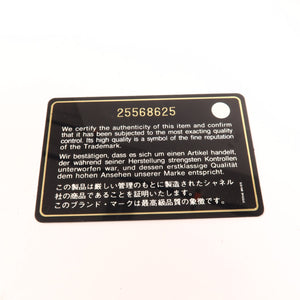 25568625
We certify the authenticity of this item and confirm
that it has been subjected to the most exacting quality
control. Its high quality is a symbol of the fine reputation
of the Trademark.
Wir bestätigen, dass es sich um einen Artikel handelt,
der während seiner Herstellung strengsten Kontrollen
unterworfen war, und dessen erstklassige Qualität
dem hohen Ansehen unserer Marke entspricht.
この製品は厳しい管理のもとに製造されたシャネル
社の商品であることを証明いたします。
このブランド・マークは最高級品質の象徴です。